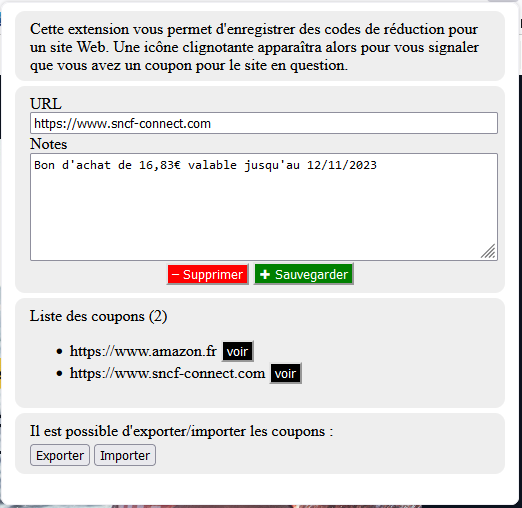 Cette extension vous permet d'enregistrer des codes de réduction pour
un site Web. Une icône clignotante apparaîtra alors pour vous signaler
que vous avez un coupon pour le site en question.
URL
https://www.sncf-connect.com
Notes
Bon d'achat de 16,83€ valable jusqu'au 12/11/2023
− Supprimer + Sauvegarder
Liste des coupons (2)
• https://www.amazon.fr voir
• https://www.sncf-connect.com voir
Il est possible d'exporter/importer les coupons :
Exporter Importer